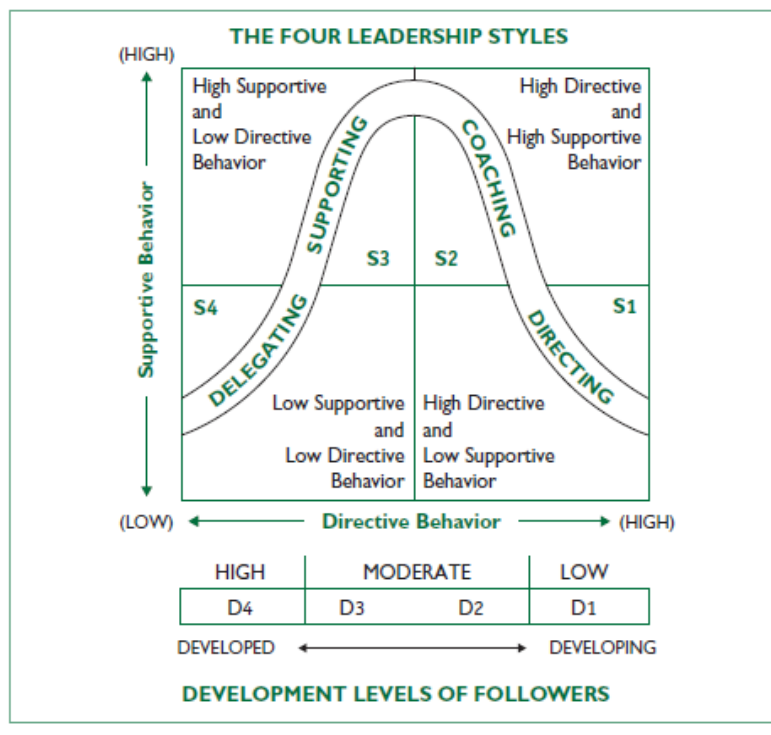 THE FOUR LEADERSHIP STYLES
(HIGH)
High Supportive
and
Low Directive
Behavior
High Directive
and
High Supportive
Behavior
SUPPORTING
COACHING
Supportive Behavior
S3
S2
S4
S1
DELEGATING
DIRECTING
Low Supportive
and
Low Directive
Behavior
High Directive
and
Low Supportive
Behavior
(LOW)
Directive Behavior
(HIGH)
HIGH
MODERATE
LOW
D4
D3
D2
D1
DEVELOPED
DEVELOPING
DEVELOPMENT LEVELS OF FOLLOWERS